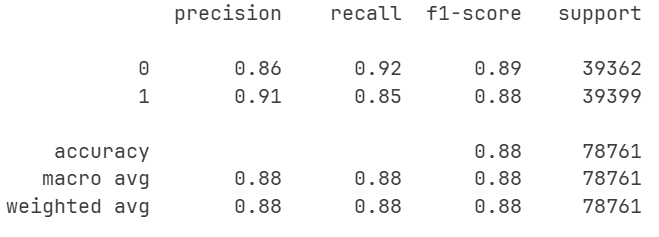 precision recall f1-score support
0 0.86 0.92 0.89 39362
1 0.91 0.85 0.88 39399
accuracy 0.88 78761
macro avg 0.88 0.88 0.88 78761
weighted avg 0.88 0.88 0.88 78761